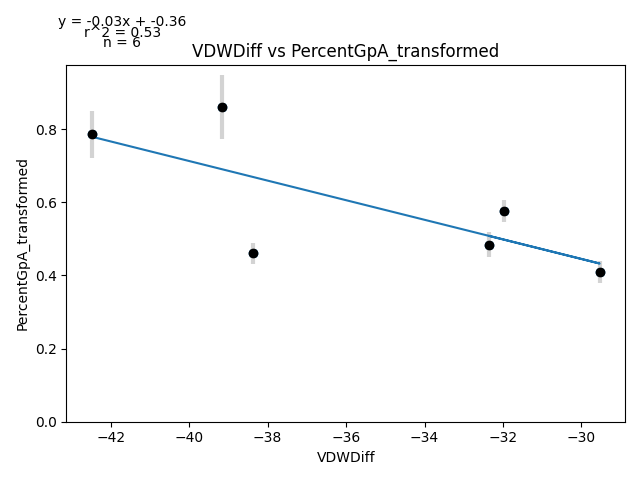 y = -0.03x + -0.36
r^2 = 0.53
n = 6
VDWDiff vs PercentGpA_transformed
PercentGpA_transformed
0.8
0.6
0.4
0.2
0.0
−42
−40
−38
−36
−34
−32
−30
VDWDiff